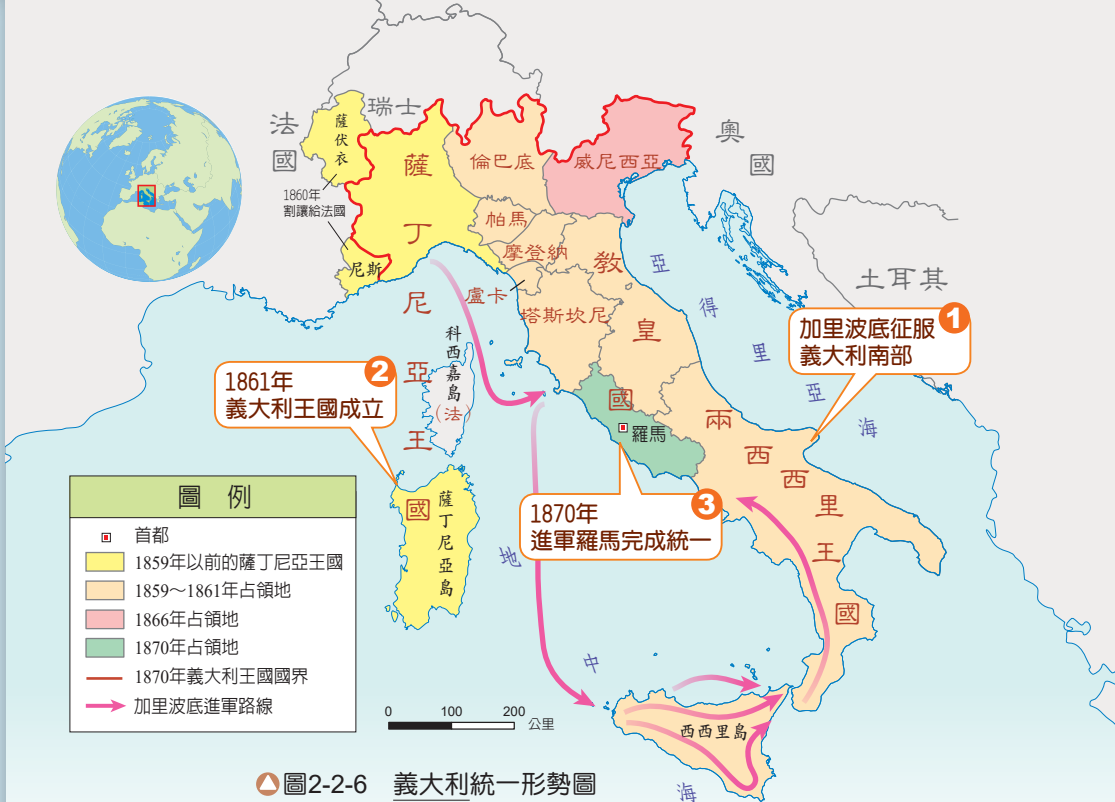 法國
瑞士
奧國
土耳其
薩伏衣
1860年
割讓給法國
尼斯
薩丁尼亞王國
倫巴底
威尼西亞
帕馬
摩登納
盧卡
塔斯坎尼
教皇國
羅馬
兩西西里王國
科西嘉島(法)
薩丁尼亞島
西西里島
亞得里亞海
地中海
1
加里波底征服
義大利南部
2
1861年
義大利王國成立
3
1870年
進軍羅馬完成統一
圖例
首都
1859年以前的薩丁尼亞王國
1859～1861年占領地
1866年占領地
1870年占領地
1870年義大利王國國界
加里波底進軍路線
0 100 200 公里
圖2-2-6 義大利統一形勢圖